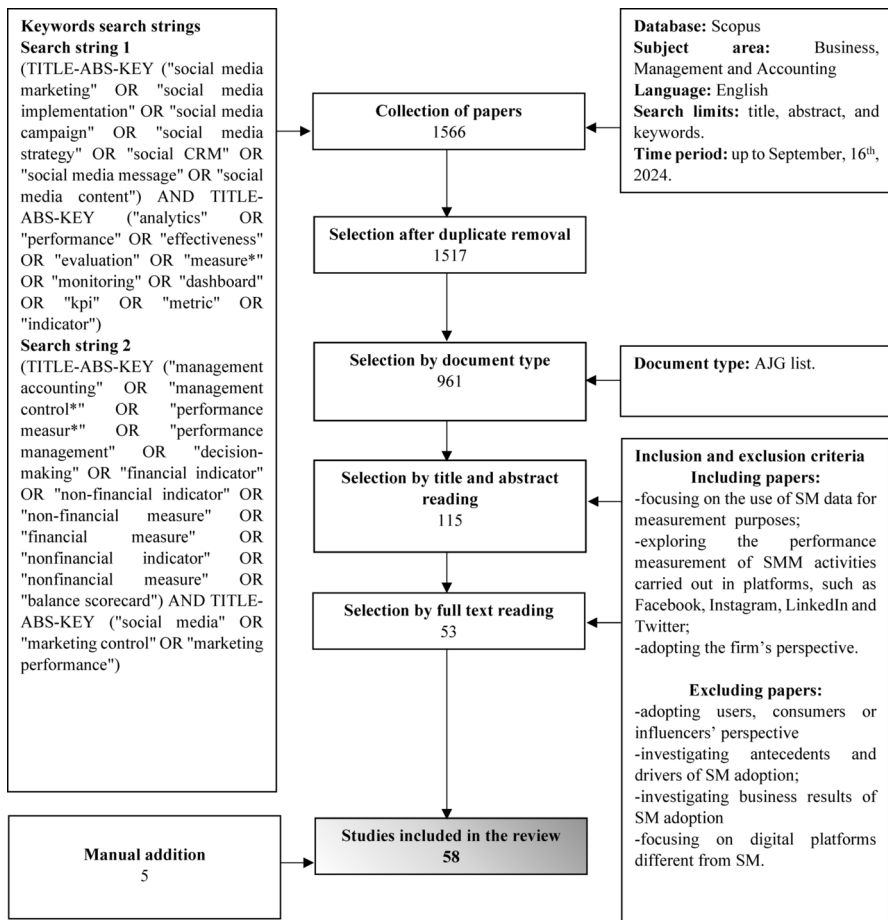 Keywords search strings
Search string 1
(TITLE-ABS-KEY ("social media
marketing" OR "social media
implementation" OR "social media
campaign" OR "social media
strategy" OR "social CRM" OR
"social media message" OR "social
media content") AND TITLE-
ABS-KEY ("analytics" OR
"performance" OR "effectiveness"
OR "evaluation" OR "measure*"
OR "monitoring" OR "dashboard"
OR "kpi" OR "metric" OR
"indicator")
Search string 2
(TITLE-ABS-KEY ("management
accounting" OR "management
control*" OR "performance
measur*" OR "performance
management" OR "decision-
making" OR "financial indicator"
OR "non-financial indicator" OR
"non-financial measure" OR
"financial measure" OR
"nonfinancial indicator" OR
"nonfinancial measure" OR
"balance scorecard") AND TITLE-
ABS-KEY ("social media" OR
"marketing control" OR "marketing
performance")
Manual addition
5
Collection of papers
1566
Selection after duplicate removal
1517
Selection by document type
961
Selection by title and abstract
reading
115
Selection by full text reading
53
Studies included in the review
58
Database: Scopus
Subject area: Business,
Management and Accounting
Language: English
Search limits: title, abstract, and
keywords.
Time period: up to September, 16th,
2024.
Document type: AJG list.
Inclusion and exclusion criteria
Including papers:
-focusing on the use of SM data for
measurement purposes;
-exploring the performance
measurement of SMM activities
carried out in platforms, such as
Facebook, Instagram, LinkedIn and
Twitter;
-adopting the firm's perspective.
Excluding papers:
-adopting users, consumers or
influencers' perspective
-investigating antecedents and
drivers of SM adoption;
-investigating business results of
SM adoption
-focusing on digital platforms
different from SM.